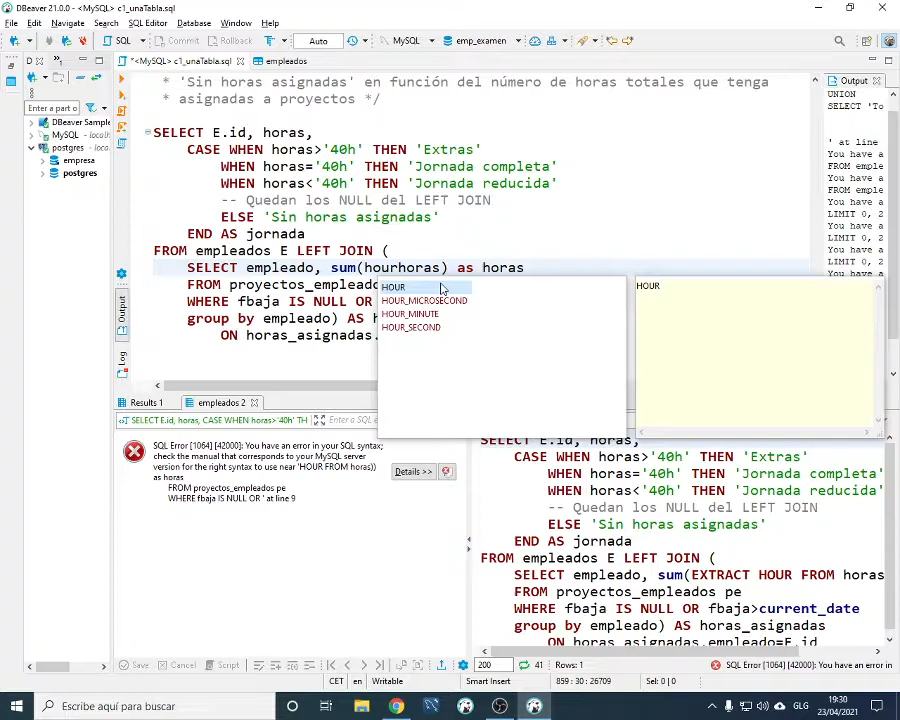 DBeaver 21.0.0 - <MySQL> c1_unaTabla.sql
File Edit Navigate Search SQL Editor Database Window Help
SQL Commit Rollback T Auto MySQL emp_examen
D *<MySQL> c1_unaTabla.sql empleados Output
* 'Sin horas asignadas' en función del número de horas totales que tenga
* asignadas a proyectos */
SELECT E.id, horas,
CASE WHEN horas>'40h' THEN 'Extras'
WHEN horas='40h' THEN 'Jornada completa'
WHEN horas<'40h' THEN 'Jornada reducida'
-- Quedan los NULL del LEFT JOIN
ELSE 'Sin horas asignadas'
END AS jornada
FROM empleados E LEFT JOIN (
SELECT empleado, sum(hourhoras) as horas
FROM proyectos_empleado
WHERE fbaja IS NULL OR
group by empleado) AS h
ON horas_asignadas.
Enter a part o
DBeaver Sample
MySQL - localh
postgres - loca
empresa
postgres
Output
Log
UNION
SELECT 'To
' at line
You have a
FROM emple
You have a
FROM emple
You have a
LIMIT 0, 2
You have a
LIMIT 0, 2
You have a
LIMIT 0, 2
You have a
HOUR
HOUR_MICROSECOND
HOUR_MINUTE
HOUR_SECOND
HOUR
Results 1 empleados 2
SELECT E.id, horas, CASE WHEN horas>'40h' TH Enter a SQL e
SQL Error [1064] [42000]: You have an error in your SQL syntax;
check the manual that corresponds to your MySQL server
version for the right syntax to use near 'HOUR FROM horas))
as horas
FROM proyectos_empleados pe
WHERE fbaja IS NULL OR ' at line 9
Details >>
SELECT E.id, horas,
CASE WHEN horas>'40h' THEN 'Extras'
WHEN horas='40h' THEN 'Jornada completa
WHEN horas<'40h' THEN 'Jornada reducida
-- Quedan los NULL del LEFT JOIN
ELSE 'Sin horas asignadas'
END AS jornada
FROM empleados E LEFT JOIN (
SELECT empleado, sum(EXTRACT HOUR FROM horas
FROM proyectos_empleados pe
WHERE fbaja IS NULL OR fbaja>current_date
group by empleado) AS horas_asignadas
ON horas_asignadas.empleado=E.id
Save Cancel Script 200 41 Rows: 1 SQL Error [1064] [42000]: You have an error in
CET en Writable Smart Insert 859 : 30 : 26709 Sel: 0 | 0
Escribe aquí para buscar
GLG
19:30
23/04/2021